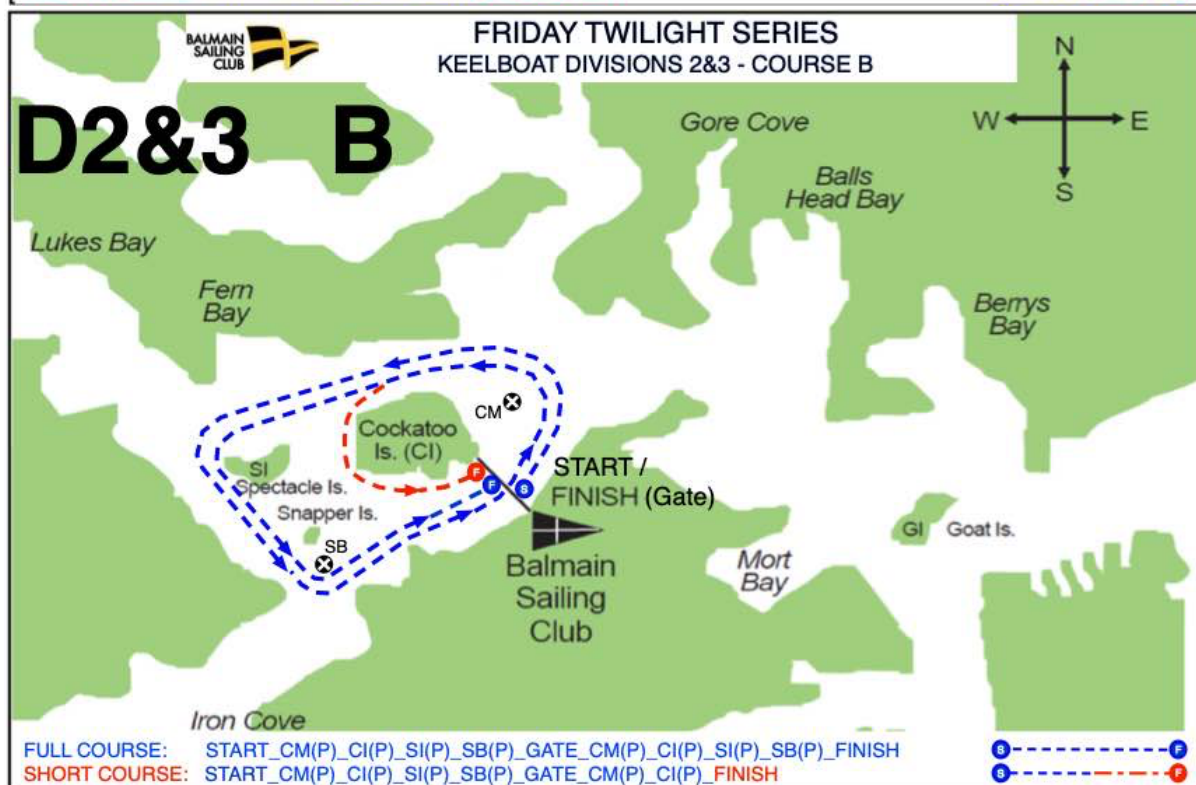 BALMAIN
SAILING
CLUB
FRIDAY TWILIGHT SERIES
KEELBOAT DIVISIONS 2&3 - COURSE B
D2&3 B
N
W E
S
Gore Cove
Balls
Head Bay
Lukes Bay
Fern
Bay
Berrys
Bay
CM
Cockatoo
Is. (CI)
SI
Spectacle Is.
Snapper Is.
SB
F
F
S
START /
FINISH (Gate)
GI Goat Is.
Balmain
Sailing
Club
Mort
Bay
Iron Cove
FULL COURSE: START_CM(P)_CI(P)_SI(P)_SB(P)_GATE_CM(P)_CI(P)_SI(P)_SB(P)_FINISH S F
SHORT COURSE: START_CM(P)_CI(P)_SI(P)_SB(P)_GATE_CM(P)_CI(P)_FINISH S F